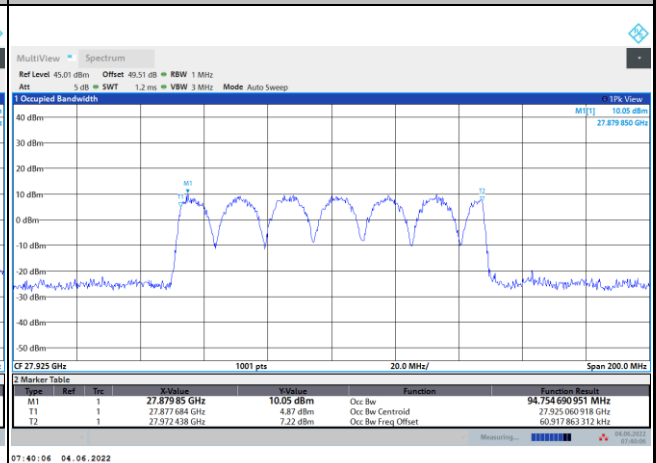 MultiView Spectrum
Ref Level 45.01 dBm Offset 49.51 dB RBW 1 MHz
Att 5 dB SWT 1.2 ms VBW 3 MHz Mode Auto Sweep
1 Occupied Bandwidth 1Pk View
M1[1] 10.05 dBm
27.879 850 GHz
40 dBm
30 dBm
20 dBm
M1
T1
T2
10 dBm
0 dBm
-10 dBm
-20 dBm
-30 dBm
-40 dBm
-50 dBm
CF 27.925 GHz 1001 pts 20.0 MHz/ Span 200.0 MHz
2 Marker Table
Type Ref Trc X-Value Y-Value Function Function Result
M1 1 27.879 85 GHz 10.05 dBm Occ Bw 94.754 690 951 MHz
T1 1 27.877 684 GHz 4.87 dBm Occ Bw Centroid 27.925 060 918 GHz
T2 1 27.972 438 GHz 7.22 dBm Occ Bw Freq Offset 60.917 863 312 kHz
Measuring... 04.06.2022
07:40:06
07:40:06 04.06.2022